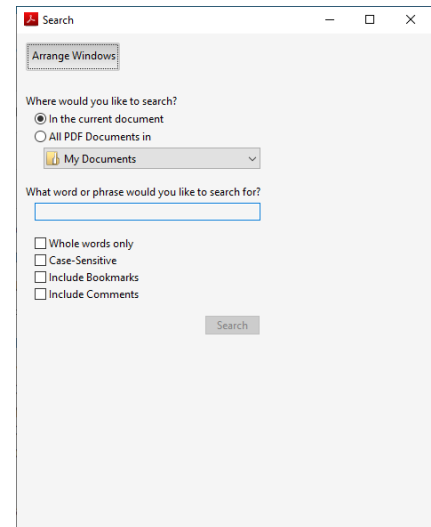 Search
Arrange Windows
Where would you like to search?
In the current document
All PDF Documents in
My Documents
What word or phrase would you like to search for?
Whole words only
Case-Sensitive
Include Bookmarks
Include Comments
Search